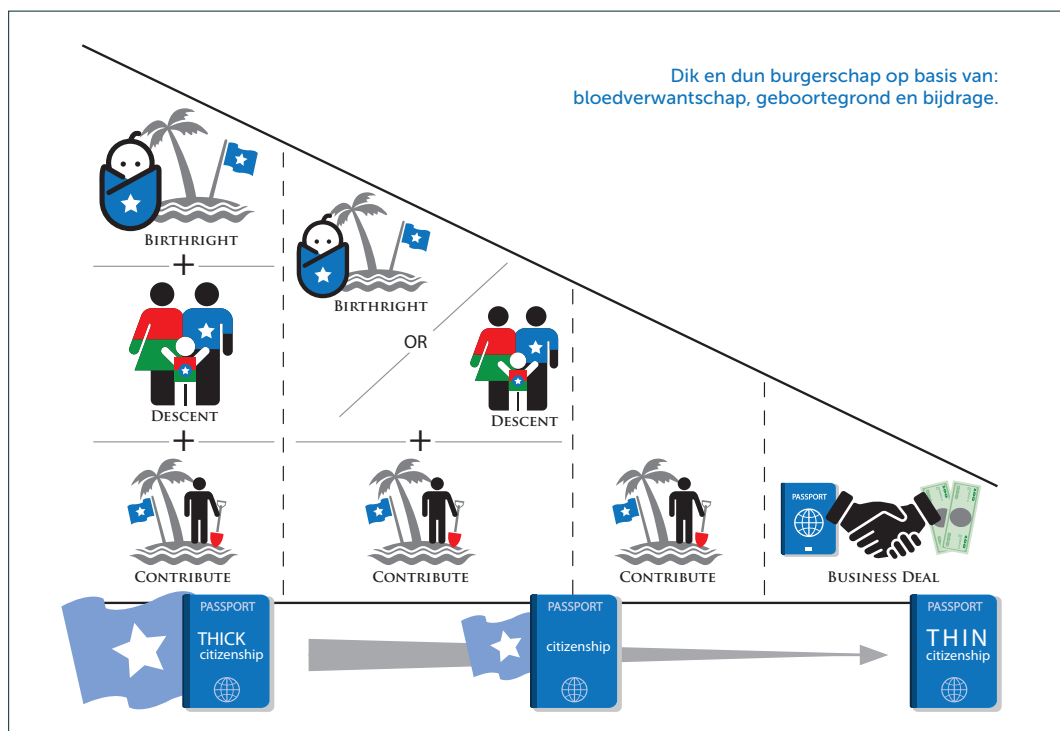 Dik en dun burgerschap op basis van:
bloedverwantschap, geboortegrond en bijdrage.
BIRTHRIGHT
+
DESCENT
+
CONTRIBUTE
BIRTHRIGHT
OR
DESCENT
+
CONTRIBUTE
CONTRIBUTE
PASSPORT
BUSINESS DEAL
PASSPORT
THICK
citizenship
PASSPORT
citizenship
PASSPORT
THIN
citizenship